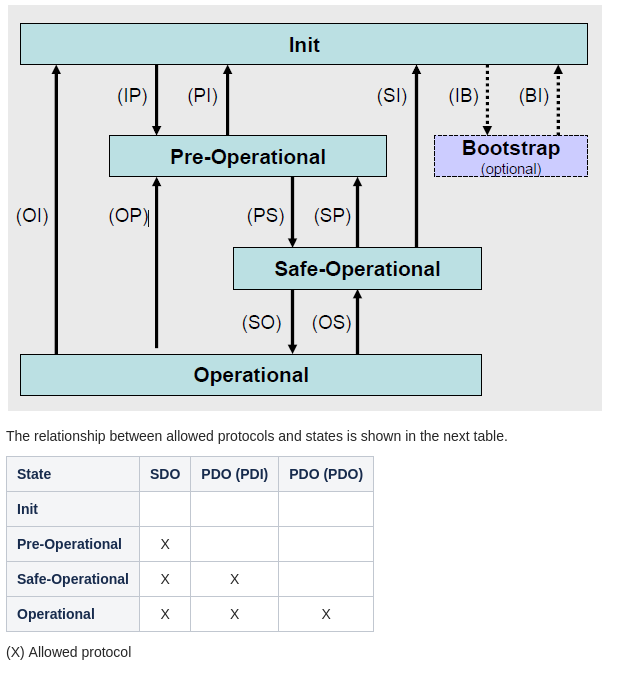 Init
(IP) (PI) (SI) (IB) (BI)
Pre-Operational
Bootstrap
(optional)
(OI) (OP) (PS) (SP)
Safe-Operational
(SO) (OS)
Operational
The relationship between allowed protocols and states is shown in the next table.
State SDO PDO (PDI) PDO (PDO)
Init
Pre-Operational X
Safe-Operational X X
Operational X X X
(X) Allowed protocol